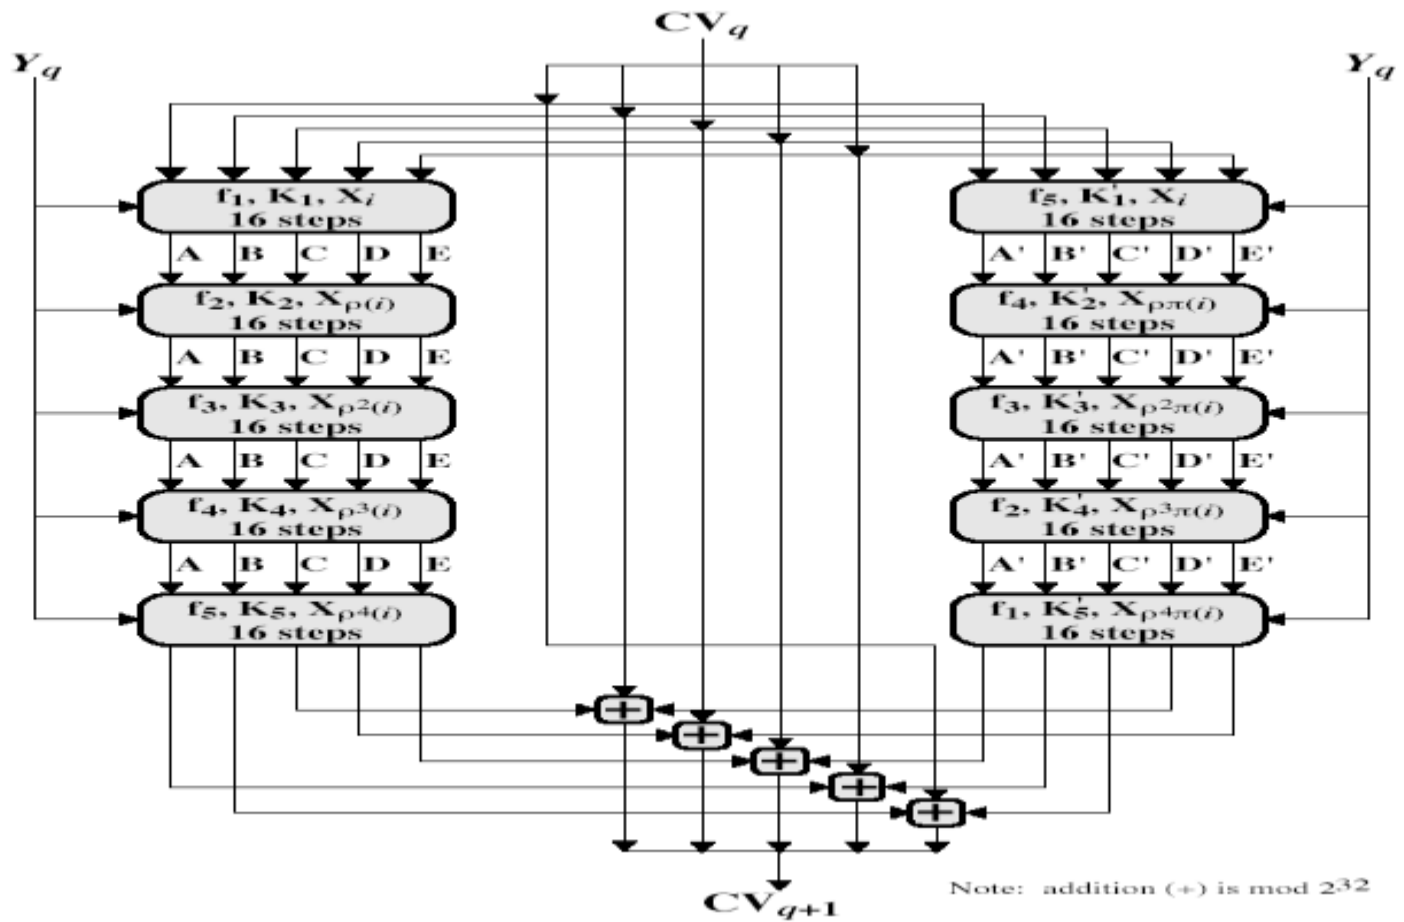 CVq
Yq Yq
f1, K1, Xi
16 steps
f5, K'1, Xi
16 steps
A B C D E
A' B' C' D' E'
f2, K2, Xρ(i)
16 steps
f4, K'2, Xρπ(i)
16 steps
A B C D E
A' B' C' D' E'
f3, K3, Xρ²(i)
16 steps
f3, K'3, Xρ²π(i)
16 steps
A B C D E
A' B' C' D' E'
f4, K4, Xρ³(i)
16 steps
f2, K'4, Xρ³π(i)
16 steps
A B C D E
A' B' C' D' E'
f5, K5, Xρ⁴(i)
16 steps
f1, K'5, Xρ⁴π(i)
16 steps
+
+
+
+
+
Note: addition (+) is mod 2³²
CVq+1